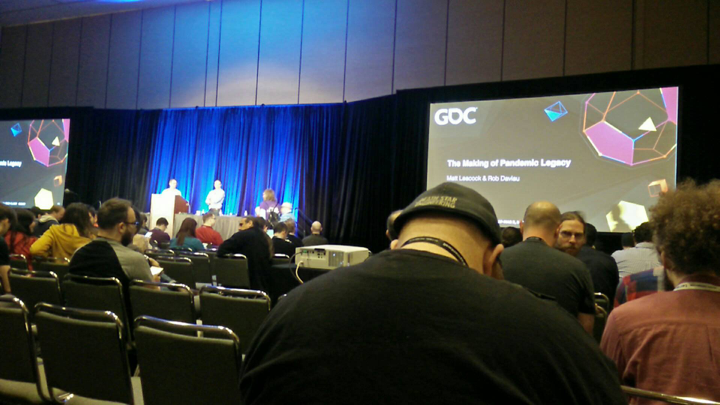 GDC
The Making of Pandemic Legacy
Matt Leacock & Rob Daviau
Legacy